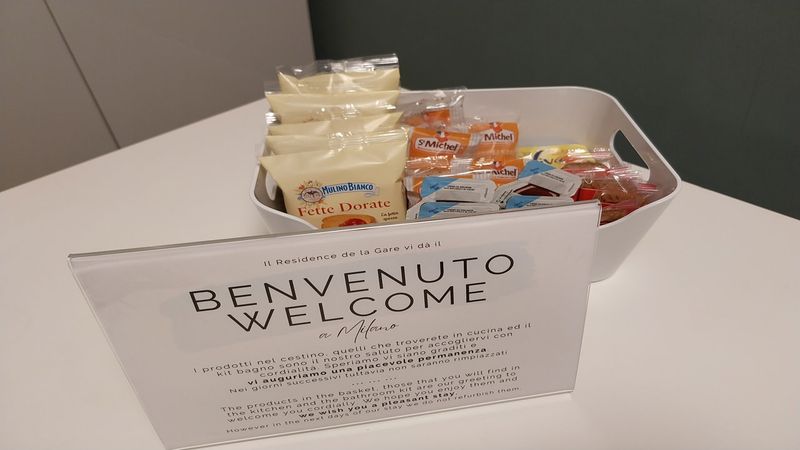 MULINO BIANCO
Fette Dorate
St Michel
St Michel
Il Residence de la Gare vi dà il
BENVENUTO
WELCOME
a Milano
I prodotti nel cestino, quelli che troverete in cucina ed il
kit bagno sono il nostro saluto per accogliervi con
cordialità. Speriamo vi siano graditi e
vi auguriamo una piacevole permanenza.
Nei giorni successivi tuttavia non saranno rimpiazzati
... ... ...
The products in the basket, those that you will find in
the kitchen and the bathroom kit are our greeting to
welcome you cordially. We hope you enjoy them and
we wish you a pleasant stay.
However in the next days of our stay we do not refurbish them.